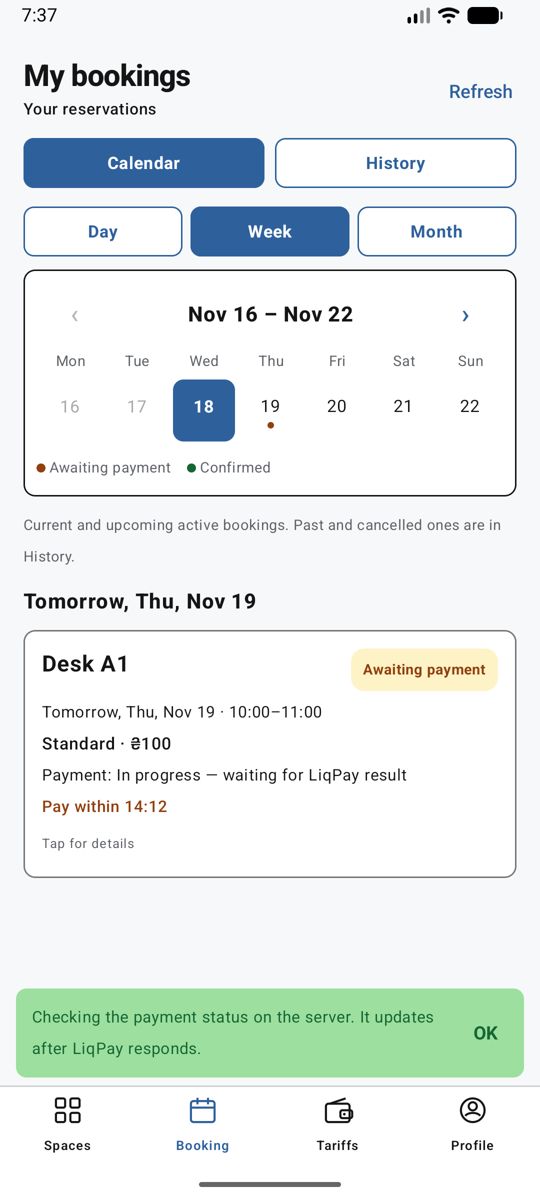 7:37
My bookings
Your reservations
Refresh
Calendar
History
Day
Week
Month
‹
Nov 16 – Nov 22
›
Mon Tue Wed Thu Fri Sat Sun
16 17 18 19 20 21 22
Awaiting payment
Confirmed
Current and upcoming active bookings. Past and cancelled ones are in
History.
Tomorrow, Thu, Nov 19
Desk A1
Awaiting payment
Tomorrow, Thu, Nov 19 · 10:00–11:00
Standard · ₴100
Payment: In progress — waiting for LiqPay result
Pay within 14:12
Tap for details
Checking the payment status on the server. It updates
after LiqPay responds.
OK
Spaces
Booking
Tariffs
Profile